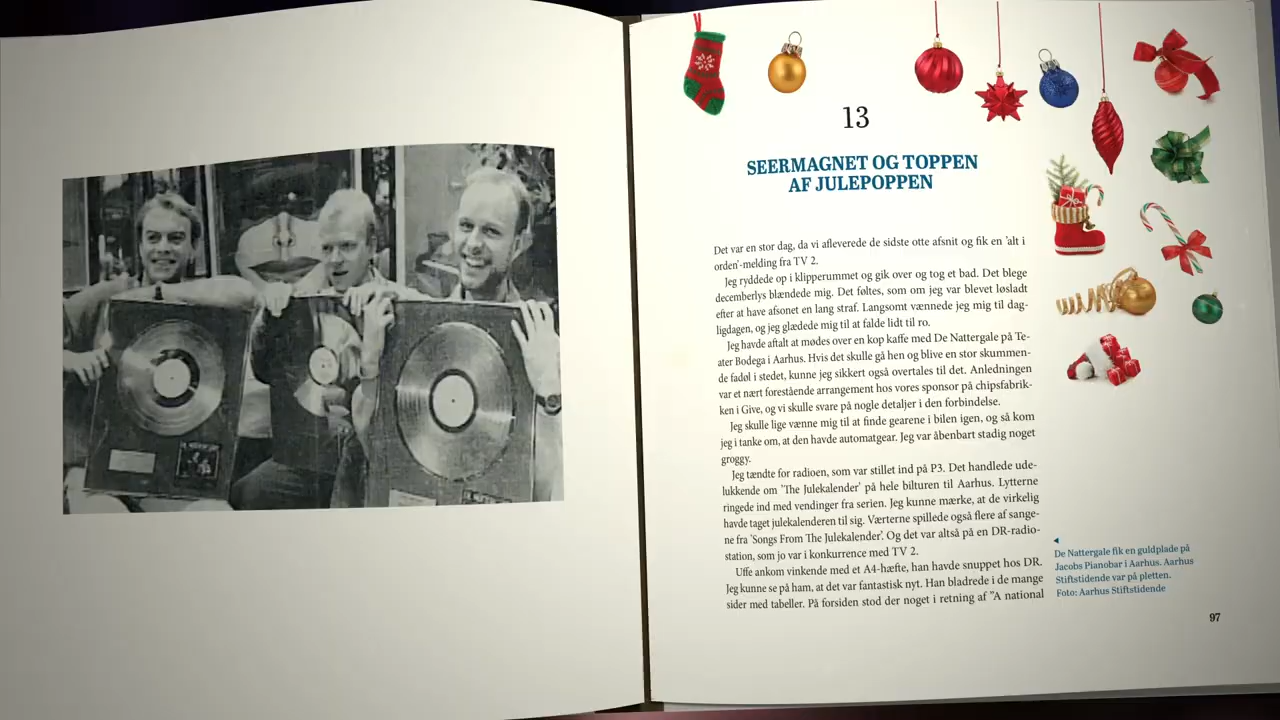 13
SEERMAGNET OG TOPPEN
AF JULEPOPPEN
Det var en stor dag, da vi afleverede de sidste otte afsnit og fik en 'alt i
orden'-melding fra TV 2.
Jeg ryddede op i klipperummet og gik over og tog et bad. Det blege
decemberlys blændede mig. Det føltes, som om jeg var blevet løsladt
efter at have afsonet en lang straf. Langsomt vænnede jeg mig til dag-
ligdagen, og jeg glædede mig til at falde lidt til ro.
Jeg havde aftalt at mødes over en kop kaffe med De Nattergale på Te-
ater Bodega i Aarhus. Hvis det skulle gå hen og blive en stor skummen-
de fadøl i stedet, kunne jeg sikkert også overtales til det. Anledningen
var et nært forestående arrangement hos vores sponsor på chipsfabrik-
ken i Give, og vi skulle svare på nogle detaljer i den forbindelse.
Jeg skulle lige vænne mig til at finde gearene i bilen igen, og så kom
jeg i tanke om, at den havde automatgear. Jeg var åbenbart stadig noget
groggy.
Jeg tændte for radioen, som var stillet ind på P3. Det handlede ude-
lukkende om 'The Julekalender' på hele bilturen til Aarhus. Lytterne
ringede ind med vendinger fra serien. Jeg kunne mærke, at de virkelig
havde taget julekalenderen til sig. Værterne spillede også flere af sange-
ne fra 'Songs From The Julekalender'. Og det var altså på en DR-radio-
station, som jo var i konkurrence med TV 2.
Uffe ankom vinkende med et A4-hæfte, han havde snuppet hos DR.
Jeg kunne se på ham, at det var fantastisk nyt. Han bladrede i de mange
sider med tabeller. På forsiden stod der noget i retning af "A national
De Nattergale fik en guldplade på
Jacobs Pianobar i Aarhus. Aarhus
Stiftstidende var på pletten.
Foto: Aarhus Stiftstidende
97